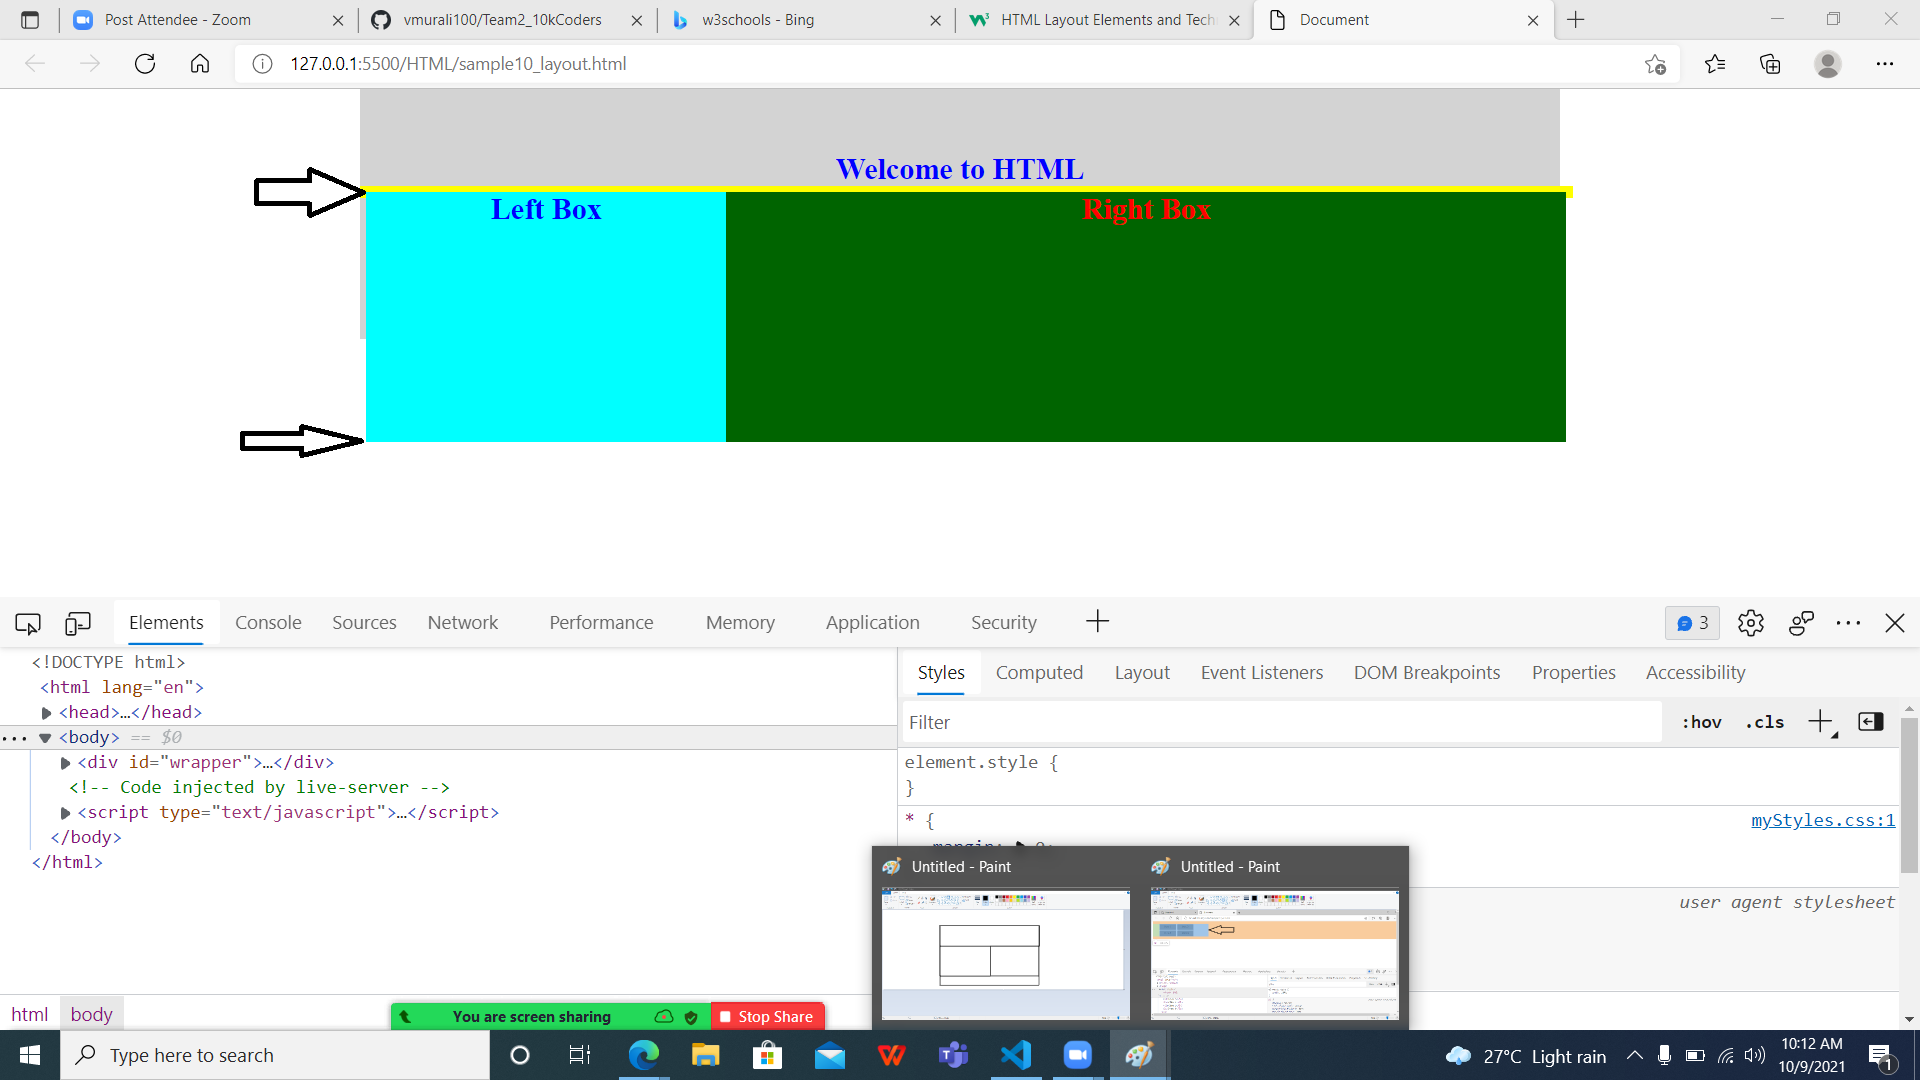 Post Attendee - Zoom
vmurali100/Team2_10kCoders
w3schools - Bing
HTML Layout Elements and Tech
Document
127.0.0.1:5500/HTML/sample10_layout.html
Welcome to HTML
Left Box
Right Box
Elements
Console
Sources
Network
Performance
Memory
Application
Security
3
<!DOCTYPE html>
<html lang="en">
<head>…</head>
<body> == $0
<div id="wrapper">…</div>
<!-- Code injected by live-server -->
<script type="text/javascript">…</script>
</body>
</html>
html body
Styles
Computed
Layout
Event Listeners
DOM Breakpoints
Properties
Accessibility
Filter
:hov
.cls
element.style {
}
* {
myStyles.css:1
user agent stylesheet
Untitled - Paint
Untitled - Paint
You are screen sharing
Stop Share
Type here to search
27°C Light rain
10:12 AM
10/9/2021
1